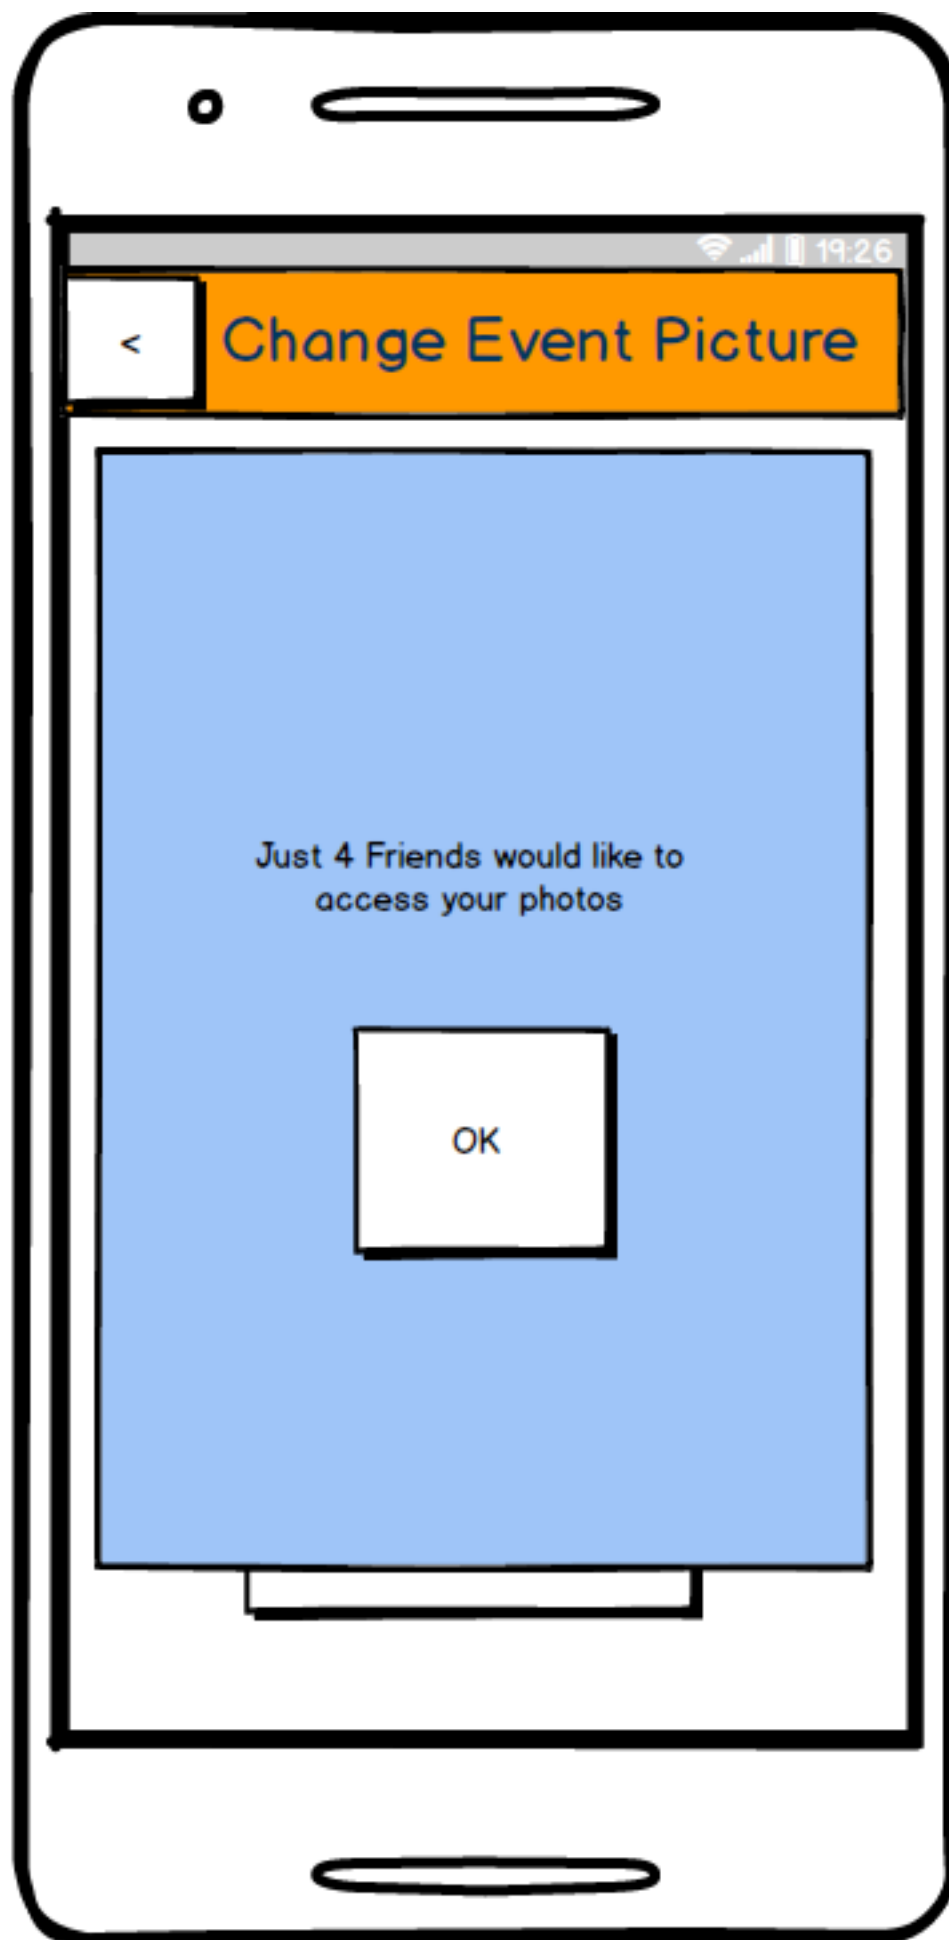 19:26
<
Change Event Picture
Just 4 Friends would like to
access your photos
OK